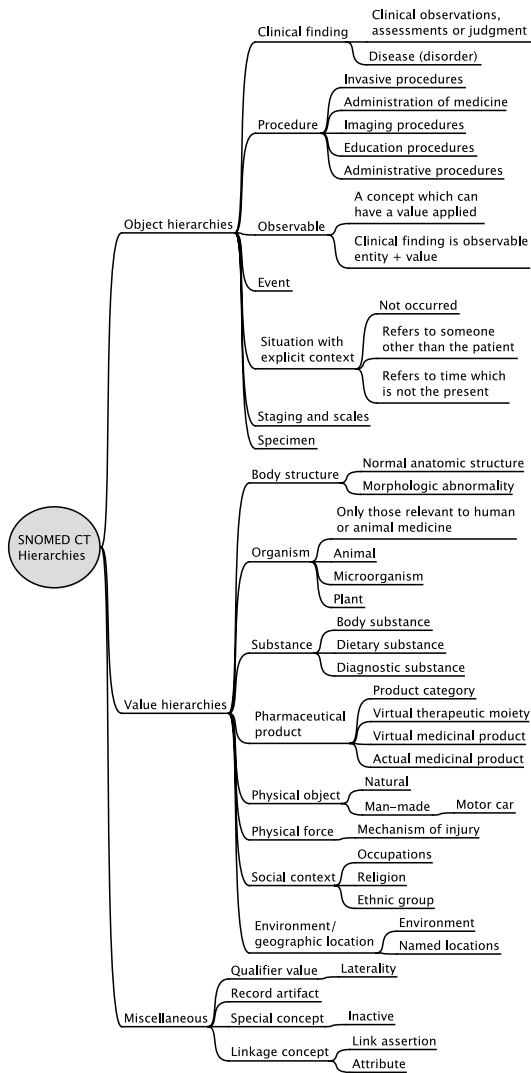 SNOMED CT
Hierarchies
Object hierarchies
Clinical finding
Clinical observations,
assessments or judgment
Disease (disorder)
Procedure
Invasive procedures
Administration of medicine
Imaging procedures
Education procedures
Administrative procedures
Observable
A concept which can
have a value applied
Clinical finding is observable
entity + value
Event
Situation with
explicit context
Not occurred
Refers to someone
other than the patient
Refers to time which
is not the present
Staging and scales
Specimen
Value hierarchies
Body structure
Normal anatomic structure
Morphologic abnormality
Organism
Only those relevant to human
or animal medicine
Animal
Microorganism
Plant
Substance
Body substance
Dietary substance
Diagnostic substance
Pharmaceutical
product
Product category
Virtual therapeutic moiety
Virtual medicinal product
Actual medicinal product
Physical object
Natural
Man-made
Motor car
Physical force
Mechanism of injury
Social context
Occupations
Religion
Ethnic group
Environment/
geographic location
Environment
Named locations
Miscellaneous
Qualifier value
Laterality
Record artifact
Special concept
Inactive
Linkage concept
Link assertion
Attribute